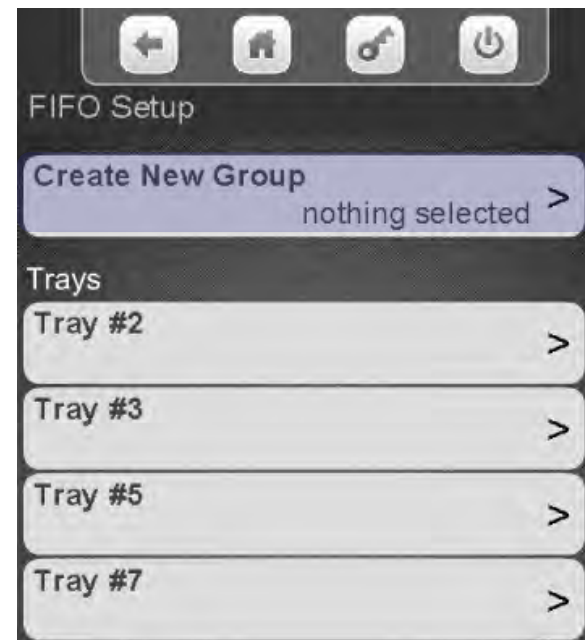 FIFO Setup
Create New Group
nothing selected >
Trays
Tray #2
>
Tray #3
>
Tray #5
>
Tray #7
>